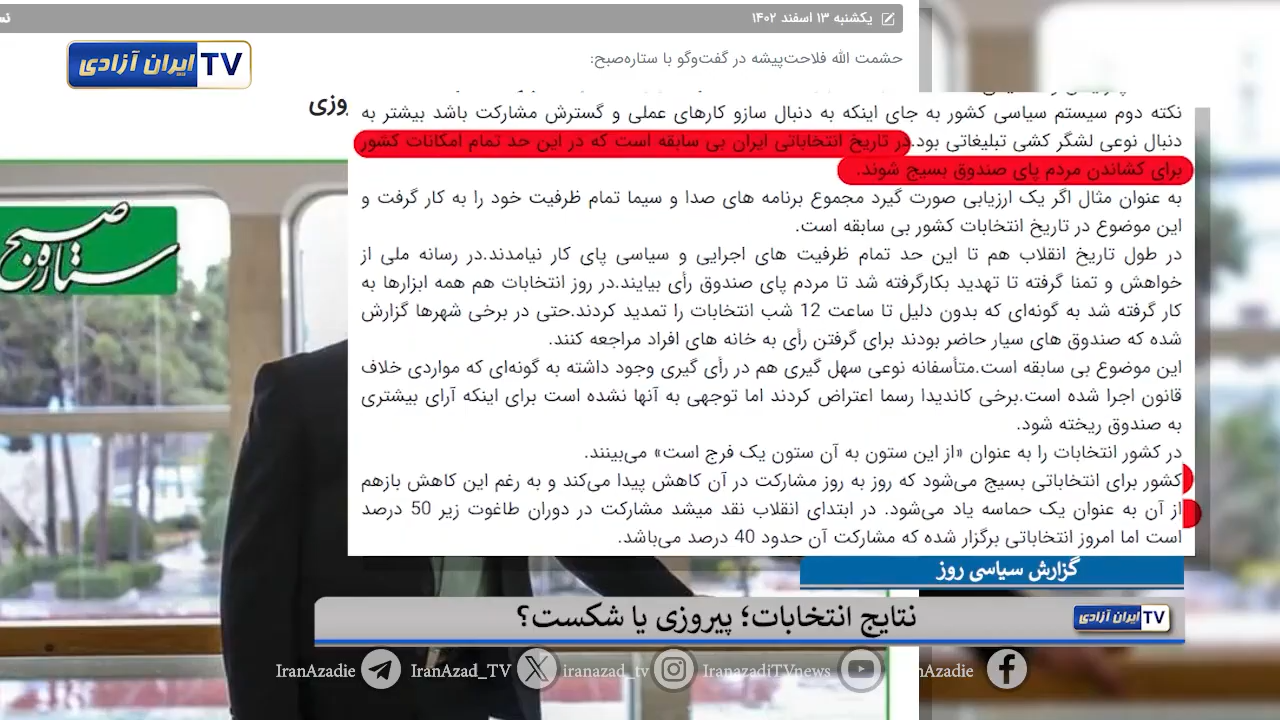 یکشنبه ۱۳ اسفند ۱۴۰۲
ایران آزادی TV
حشمت الله فلاحت‌پیشه در گفت‌وگو با ستاره‌صبح:
ستاره صبح
نکته دوم سیستم سیاسی کشور به جای اینکه به دنبال سازو کارهای عملی و گسترش مشارکت باشد بیشتر به
دنبال نوعی لشگر کشی تبلیغاتی بود.در تاریخ انتخاباتی ایران بی سابقه است که در این حد تمام امکانات کشور
برای کشاندن مردم پای صندوق بسیج شوند.
به عنوان مثال اگر یک ارزیابی صورت گیرد مجموع برنامه های صدا و سیما تمام ظرفیت خود را به کار گرفت و
این موضوع در تاریخ انتخابات کشور بی سابقه است.
در طول تاریخ انقلاب هم تا این حد تمام ظرفیت های اجرایی و سیاسی پای کار نیامدند.در رسانه ملی از
خواهش و تمنا گرفته تا تهدید بکارگرفته شد تا مردم پای صندوق رأی بیایند.در روز انتخابات هم همه ابزارها به
کار گرفته شد به گونه‌ای که بدون دلیل تا ساعت 12 شب انتخابات را تمدید کردند.حتی در برخی شهرها گزارش
شده که صندوق های سیار حاضر بودند برای گرفتن رأی به خانه های افراد مراجعه کنند.
این موضوع بی سابقه است.متأسفانه نوعی سهل گیری هم در رأی گیری وجود داشته به گونه‌ای که مواردی خلاف
قانون اجرا شده است.برخی کاندیدا رسما اعتراض کردند اما توجهی به آنها نشده است برای اینکه آرای بیشتری
به صندوق ریخته شود.
در کشور انتخابات را به عنوان «از این ستون به آن ستون یک فرج است» می‌بینند.
کشور برای انتخاباتی بسیج می‌شود که روز به روز مشارکت در آن کاهش پیدا می‌کند و به رغم این کاهش بازهم
از آن به عنوان یک حماسه یاد می‌شود. در ابتدای انقلاب نقد میشد مشارکت در دوران طاغوت زیر 50 درصد
است اما امروز انتخاباتی برگزار شده که مشارکت آن حدود 40 درصد می‌باشد.
گزارش سیاسی روز
نتایج انتخابات؛ پیروزی یا شکست؟
ایران آزادی TV
IranAzadie IranAzad_TV iranazad_tv IranazadiTVnews nAzadie